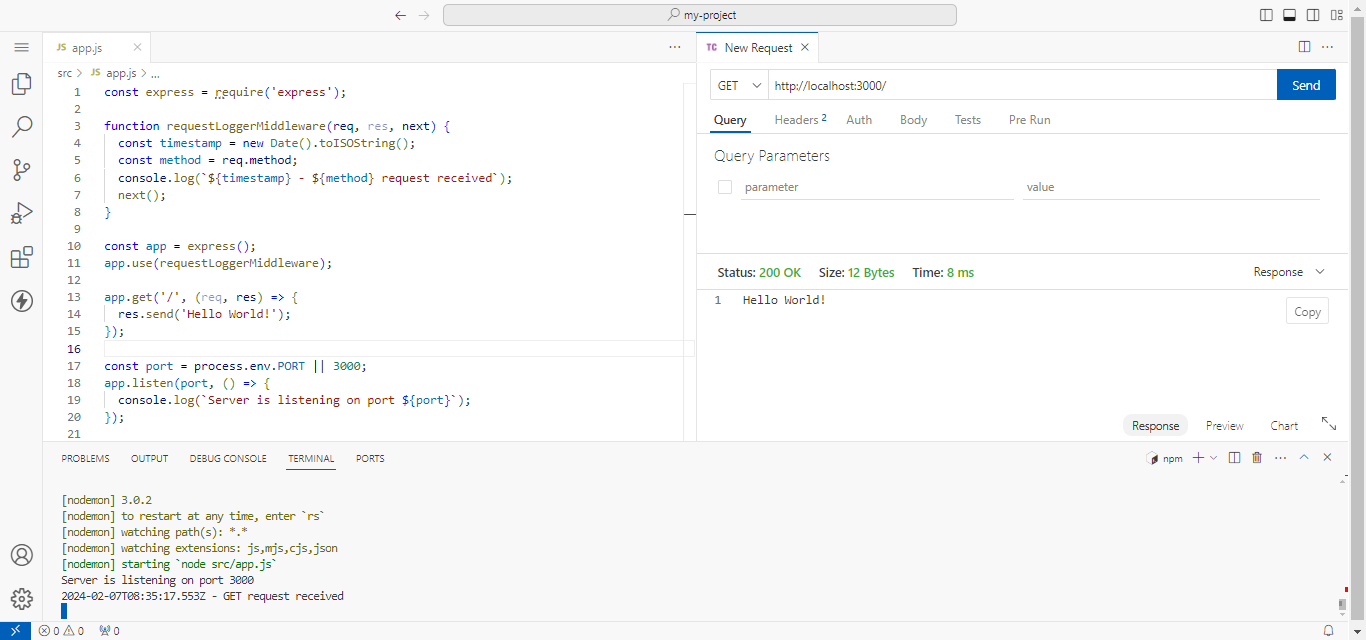 my-project
JS app.js
src > JS app.js > ...
1 const express = require('express');
2
3 function requestLoggerMiddleware(req, res, next) {
4 const timestamp = new Date().toISOString();
5 const method = req.method;
6 console.log(`${timestamp} - ${method} request received`);
7 next();
8 }
9
10 const app = express();
11 app.use(requestLoggerMiddleware);
12
13 app.get('/', (req, res) => {
14 res.send('Hello World!');
15 });
16
17 const port = process.env.PORT || 3000;
18 app.listen(port, () => {
19 console.log(`Server is listening on port ${port}`);
20 });
21
TC New Request
GET http://localhost:3000/ Send
Query Headers 2 Auth Body Tests Pre Run
Query Parameters
parameter value
Status: 200 OK Size: 12 Bytes Time: 8 ms Response
1 Hello World!
Copy
Response Preview Chart
PROBLEMS OUTPUT DEBUG CONSOLE TERMINAL PORTS npm
[nodemon] 3.0.2
[nodemon] to restart at any time, enter `rs`
[nodemon] watching path(s): *.*
[nodemon] watching extensions: js,mjs,cjs,json
[nodemon] starting `node src/app.js`
Server is listening on port 3000
2024-02-07T08:35:17.553Z - GET request received
0 0 0